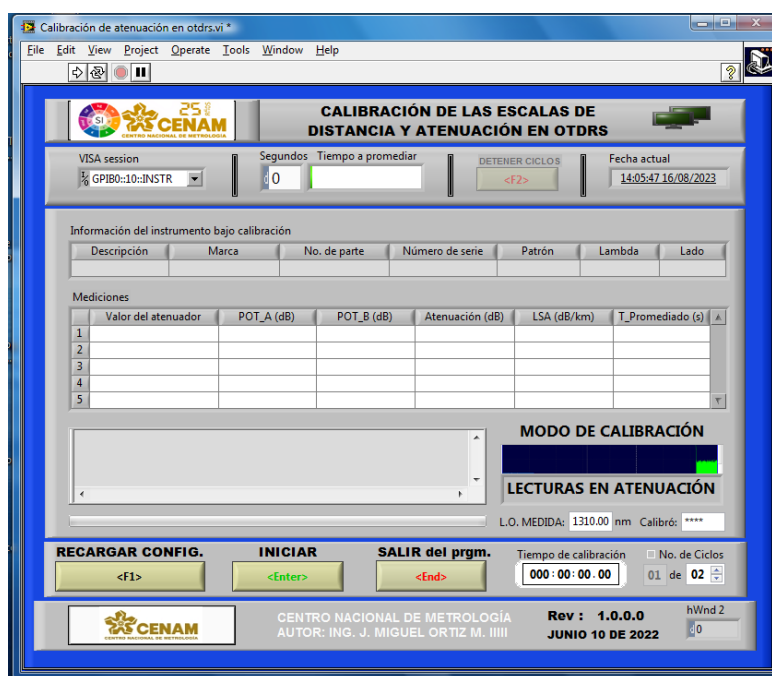 Calibración de atenuación en otdrs.vi *
File Edit View Project Operate Tools Window Help
SI
25 años
CENAM
CENTRO NACIONAL DE METROLOGÍA
CALIBRACIÓN DE LAS ESCALAS DE
DISTANCIA Y ATENUACIÓN EN OTDRS
VISA session
Segundos Tiempo a promediar
DETENER CICLOS
Fecha actual
GPIB0::10::INSTR
d 0
<F2>
14:05:47 16/08/2023
Información del instrumento bajo calibración
Descripción Marca No. de parte Número de serie Patrón Lambda Lado
Mediciones
Valor del atenuador POT_A (dB) POT_B (dB) Atenuación (dB) LSA (dB/km) T_Promediado (s)
1
2
3
4
5
MODO DE CALIBRACIÓN
LECTURAS EN ATENUACIÓN
L.O. MEDIDA: 1310.00 nm Calibró: ****
RECARGAR CONFIG. INICIAR SALIR del prgm. Tiempo de calibración No. de Ciclos
<F1> <Enter> <End> 000 : 00 : 00 . 00 01 de 02
CENAM
CENTRO NACIONAL DE METROLOGÍA
CENTRO NACIONAL DE METROLOGÍA
AUTOR: ING. J. MIGUEL ORTIZ M. IIIII
Rev : 1.0.0.0
JUNIO 10 DE 2022
hWnd 2
d 0